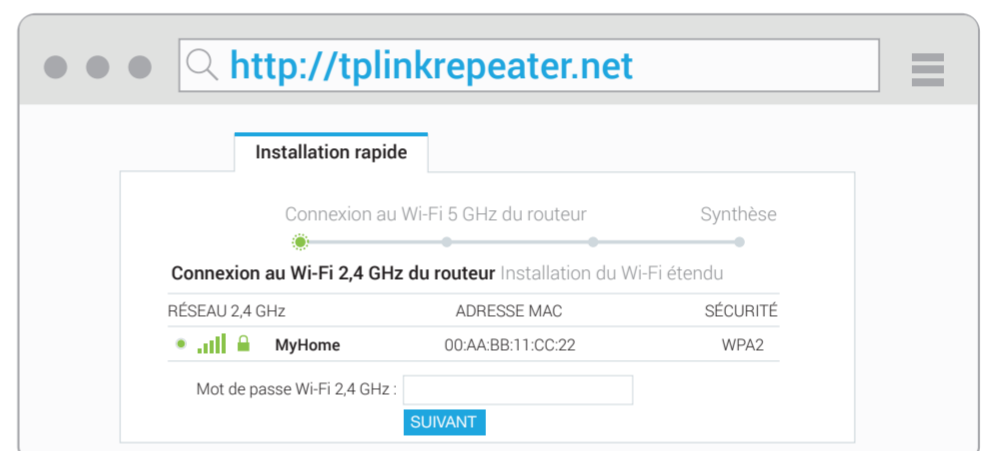 http://tplinkrepeater.net
Installation rapide
Connexion au Wi-Fi 5 GHz du routeur Synthèse
Connexion au Wi-Fi 2,4 GHz du routeur Installation du Wi-Fi étendu
RÉSEAU 2,4 GHz ADRESSE MAC SÉCURITÉ
MyHome 00:AA:BB:11:CC:22 WPA2
Mot de passe Wi-Fi 2,4 GHz :
SUIVANT